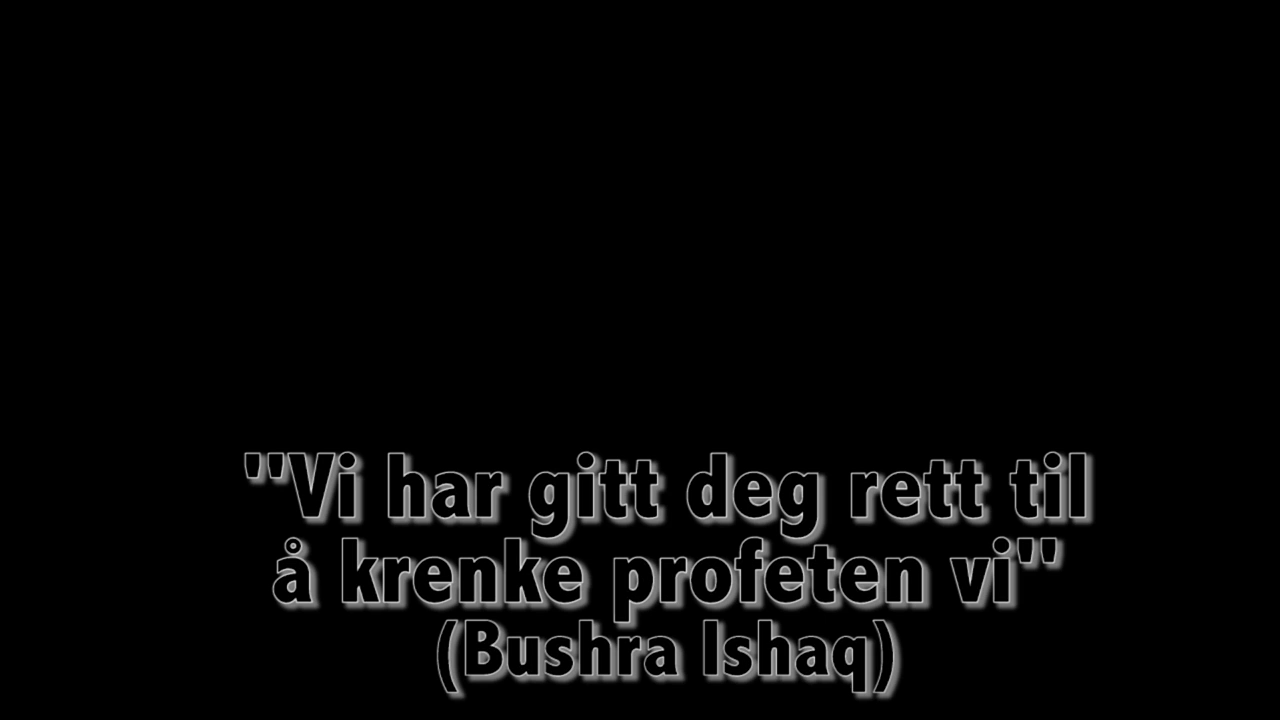 "Vi har gitt deg rett til
å krenke profeten vi"
(Bushra Ishaq)